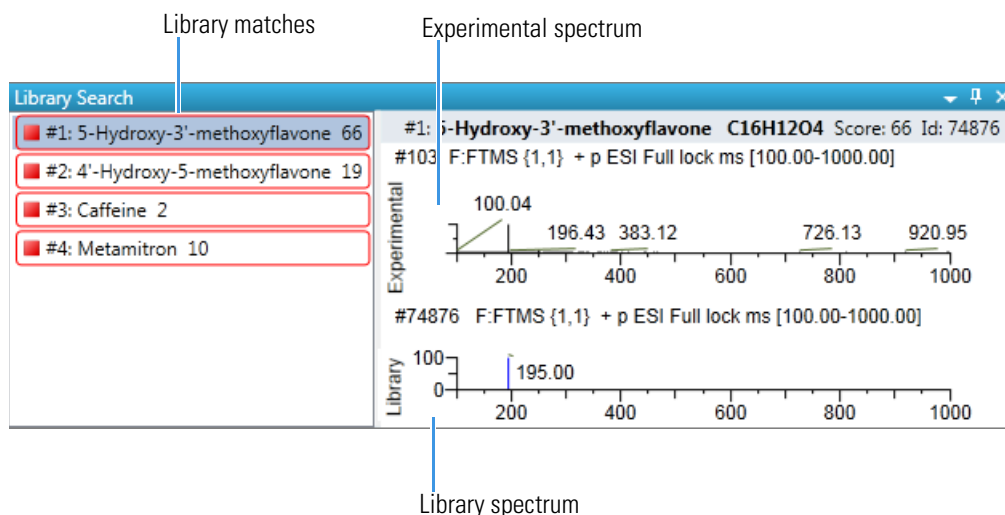 Library matches
Experimental spectrum
Library Search
#1: 5-Hydroxy-3'-methoxyflavone 66
#2: 4'-Hydroxy-5-methoxyflavone 19
#3: Caffeine 2
#4: Metamitron 10
#1: 5-Hydroxy-3'-methoxyflavone C16H12O4 Score: 66 Id: 74876
#103 F:FTMS {1,1} + p ESI Full lock ms [100.00-1000.00]
Experimental
100.04
196.43 383.12 726.13 920.95
200 400 600 800 1000
#74876 F:FTMS {1,1} + p ESI Full lock ms [100.00-1000.00]
Library
100
195.00
0
200 400 600 800 1000
Library spectrum